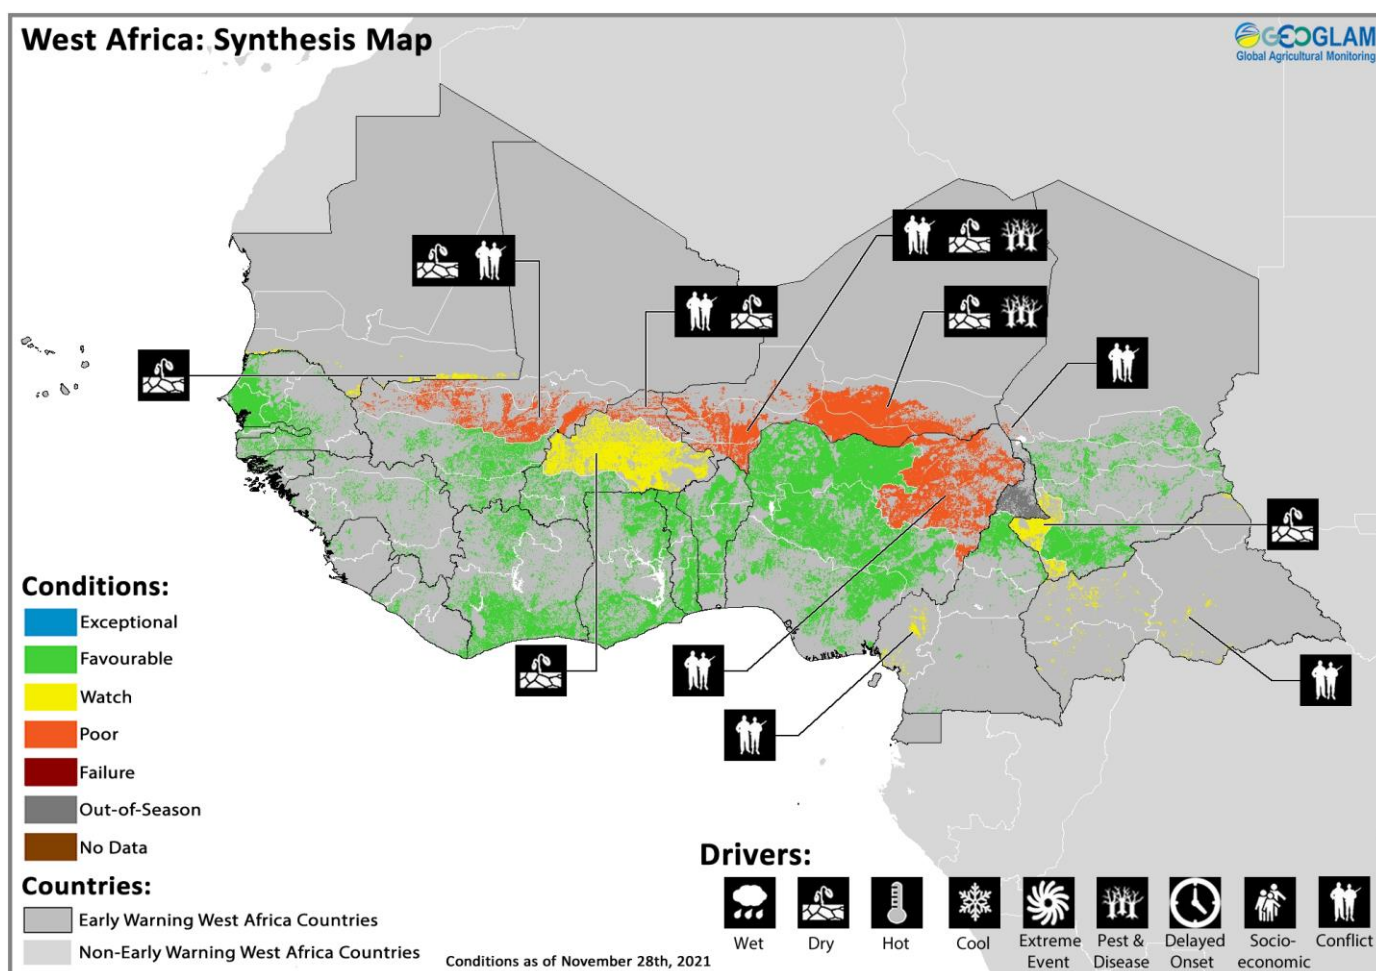 West Africa: Synthesis Map
GEOGLAM
Global Agricultural Monitoring
Conditions:
Exceptional
Favourable
Watch
Poor
Failure
Out-of-Season
No Data
Countries:
Early Warning West Africa Countries
Non-Early Warning West Africa Countries
Conditions as of November 28th, 2021
Drivers:
Wet
Dry
Hot
Cool
Extreme
Event
Pest &
Disease
Delayed
Onset
Socio-
economic
Conflict